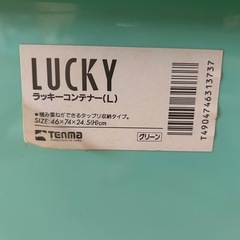 LUCKY
ラッキーコンテナー(L)
●積み重ねができるタップリ収納タイプ。
SIZE:46×74×24.5(H)cm
TENMA
グリーン
T4904746313737